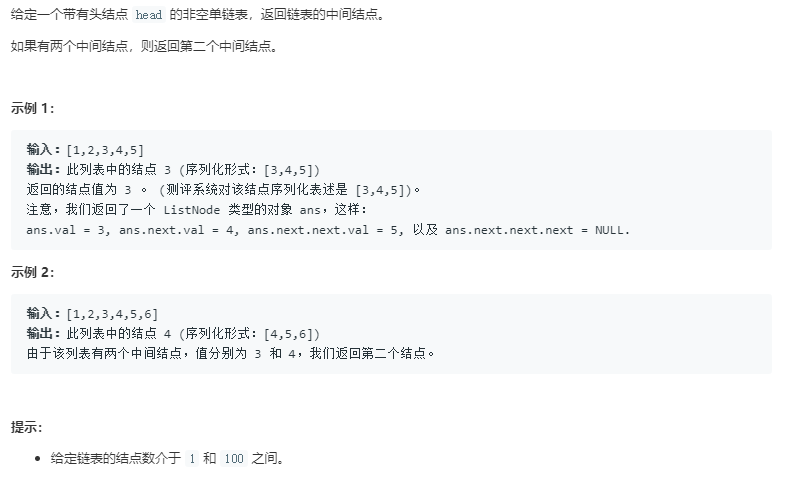 给定一个带有头结点 head 的非空单链表，返回链表的中间结点。
如果有两个中间结点，则返回第二个中间结点。
示例 1：
输入：[1,2,3,4,5]
输出：此列表中的结点 3 (序列化形式：[3,4,5])
返回的结点值为 3 。 (测评系统对该结点序列化表述是 [3,4,5])。
注意，我们返回了一个 ListNode 类型的对象 ans，这样：
ans.val = 3, ans.next.val = 4, ans.next.next.val = 5, 以及 ans.next.next.next = NULL.
示例 2：
输入：[1,2,3,4,5,6]
输出：此列表中的结点 4 (序列化形式：[4,5,6])
由于该列表有两个中间结点，值分别为 3 和 4，我们返回第二个结点。
提示：
• 给定链表的结点数介于 1 和 100 之间。